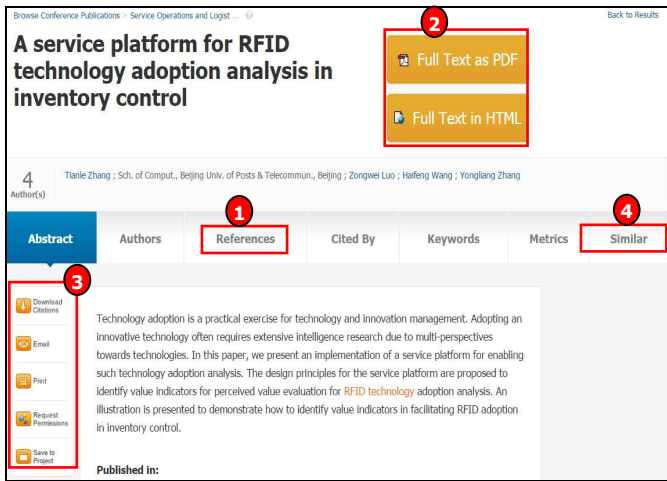 Browse Conference Publications > Service Operations and Logist ...
Back to Results
A service platform for RFID
technology adoption analysis in
inventory control
2
Full Text as PDF
Full Text in HTML
4
Author(s)
Tianle Zhang ; Sch. of Comput., Beijing Univ. of Posts & Telecommun., Beijing ; Zongwei Luo ; Haifeng Wang ; Yongliang Zhang
1
4
Abstract
Authors
References
Cited By
Keywords
Metrics
Similar
3
Download
Citations
Email
Print
Request
Permissions
Save to
Project
Technology adoption is a practical exercise for technology and innovation management. Adopting an
innovative technology often requires extensive intelligence research due to multi-perspectives
towards technologies. In this paper, we present an implementation of a service platform for enabling
such technology adoption analysis. The design principles for the service platform are proposed to
identify value indicators for perceived value evaluation for RFID technology adoption analysis. An
illustration is presented to demonstrate how to identify value indicators in facilitating RFID adoption
in inventory control.
Published in: